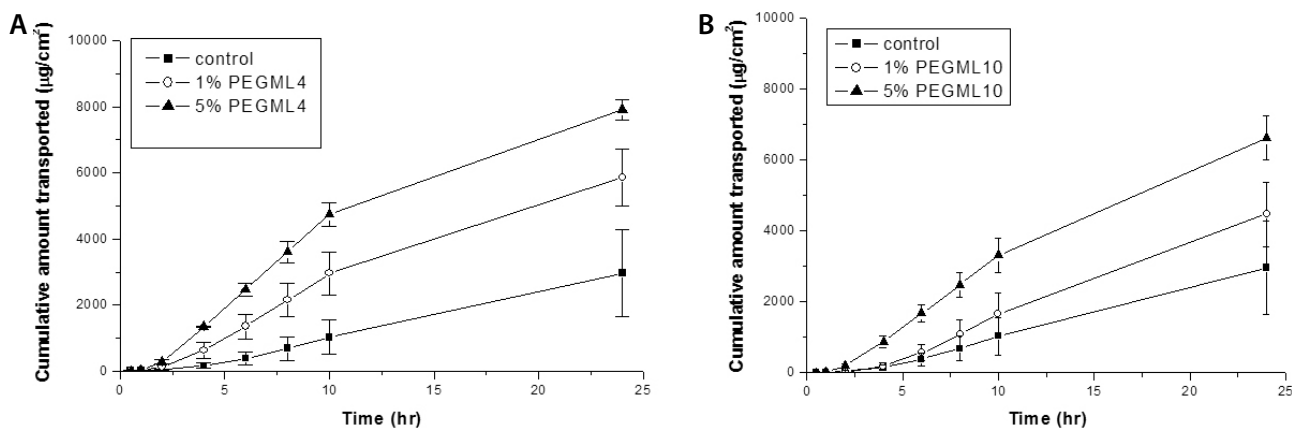 A
Cumulative amount transported (µg/cm²)
10000
8000
6000
4000
2000
0
control
1% PEGML4
5% PEGML4
0
5
10
15
20
25
Time (hr)
B
Cumulative amount transported (µg/cm²)
10000
8000
6000
4000
2000
0
control
1% PEGML10
5% PEGML10
0
5
10
15
20
25
Time (hr)